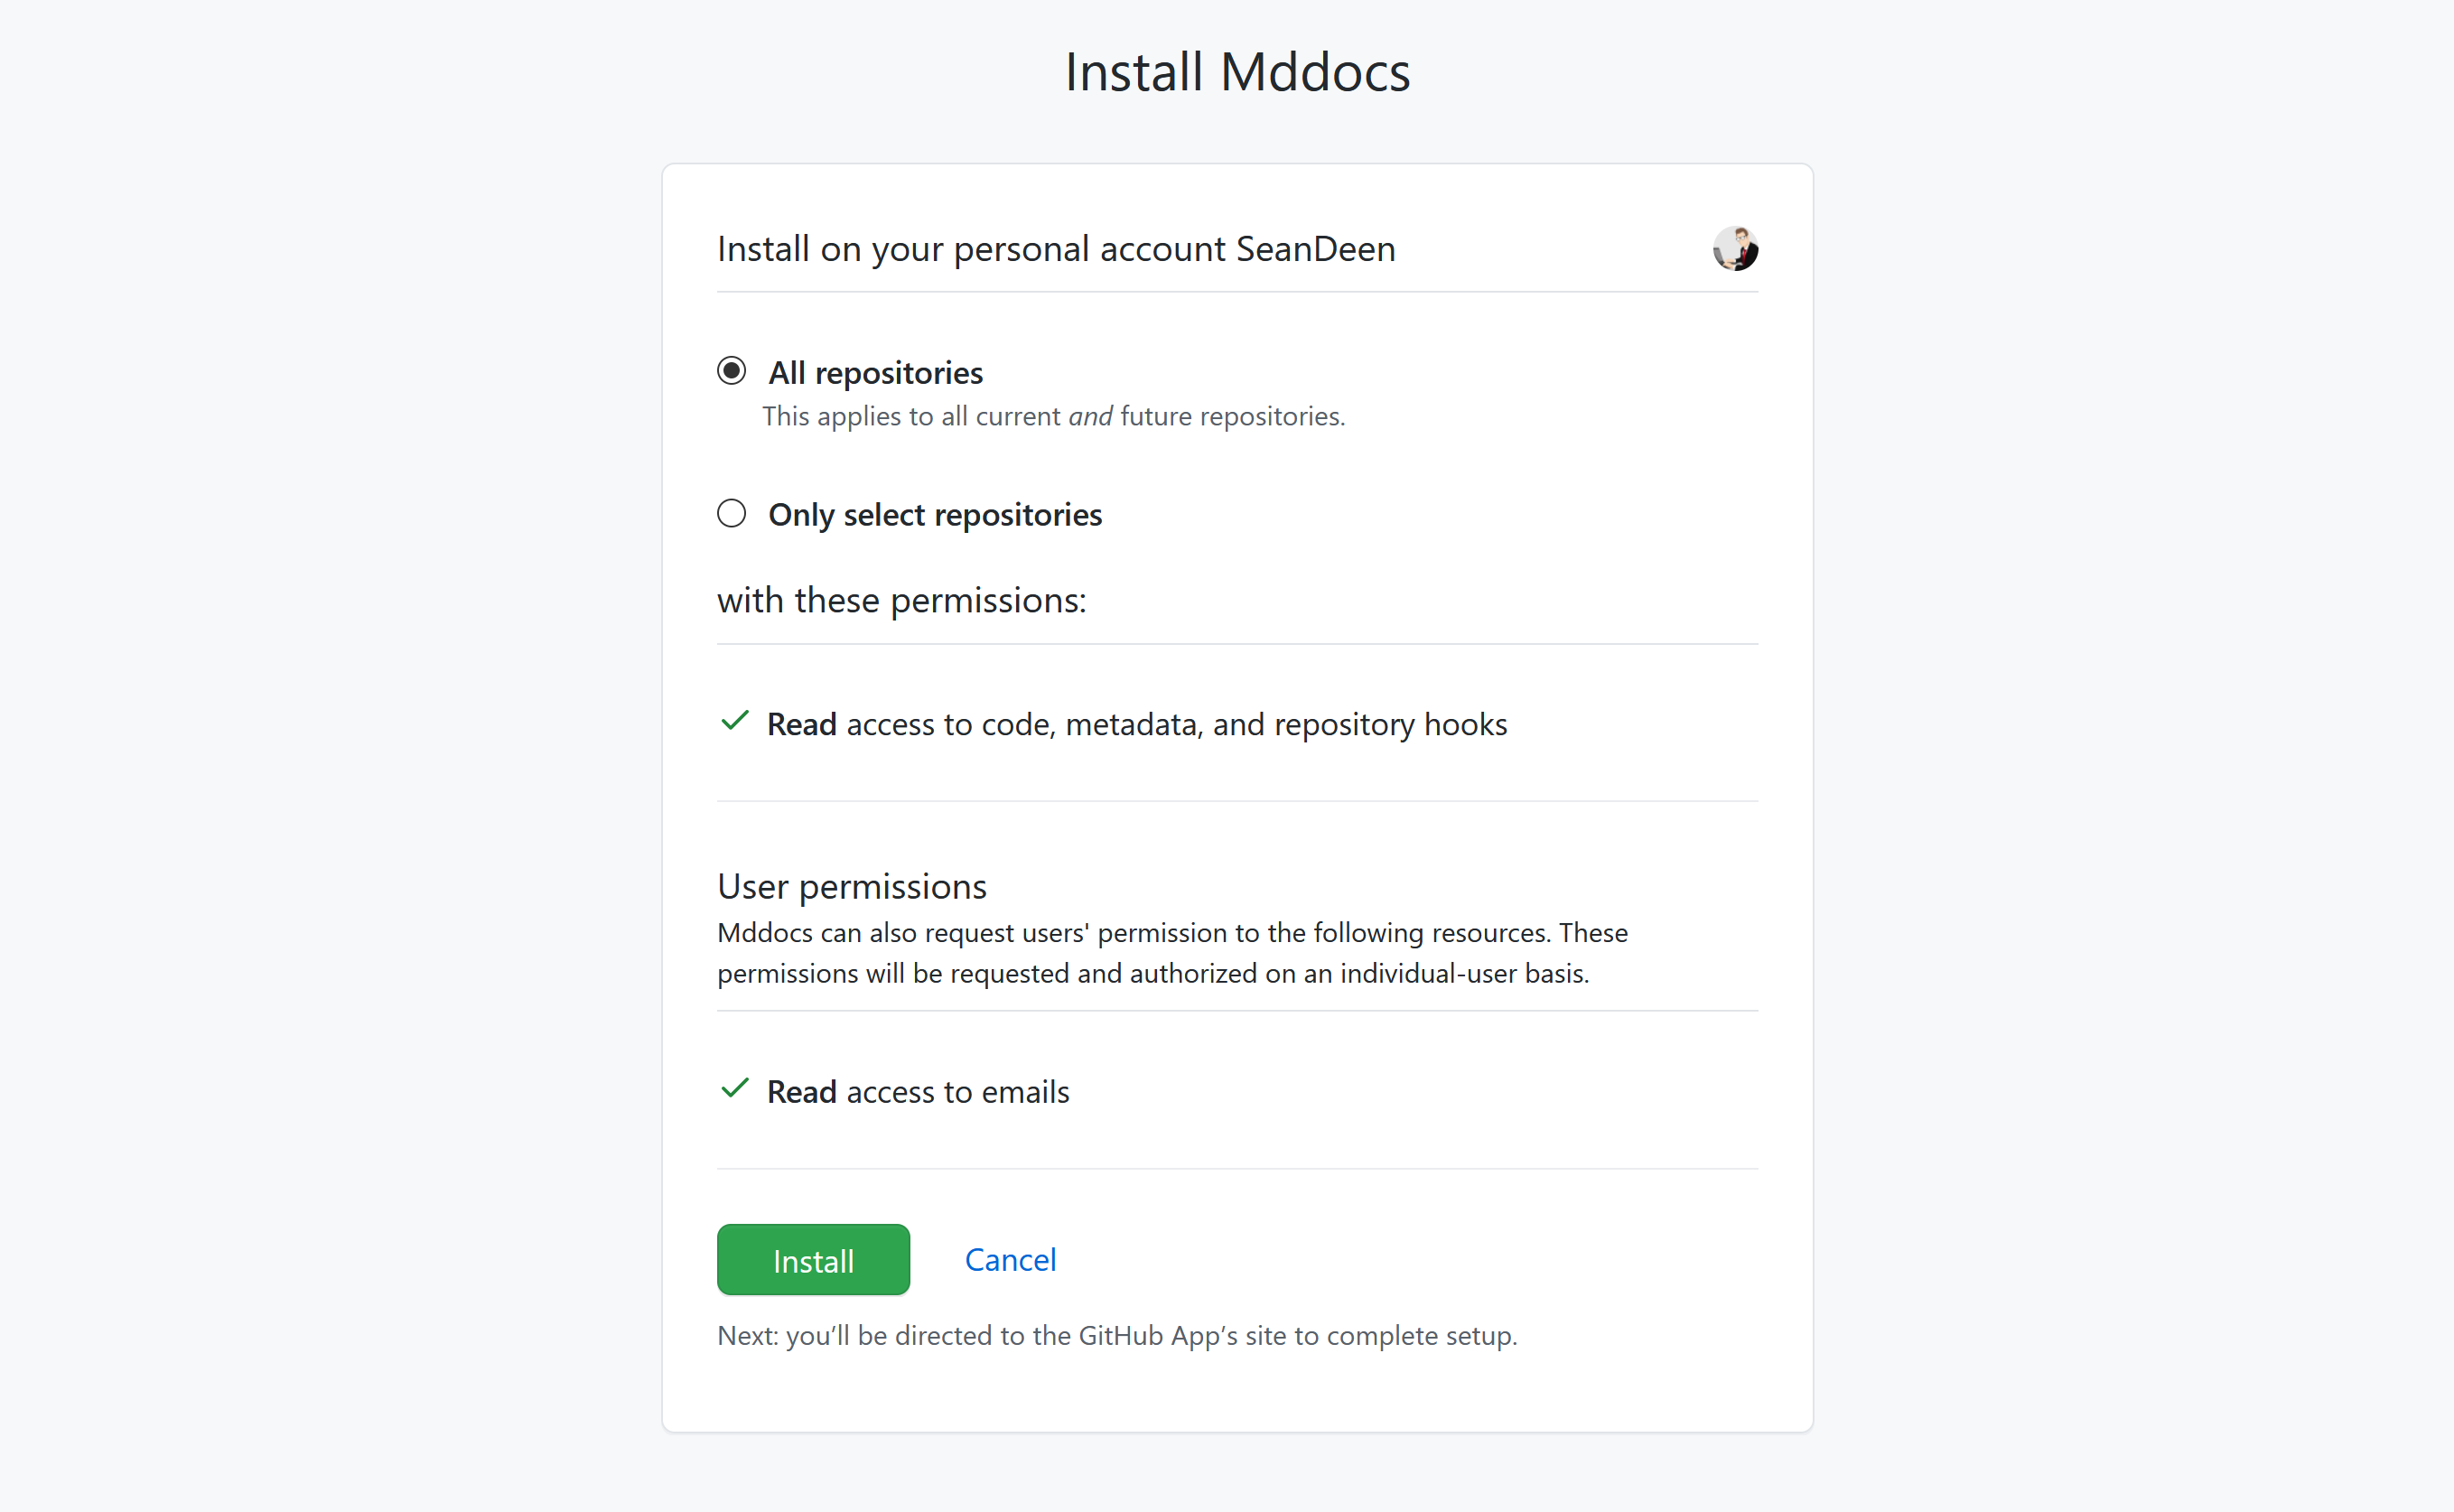 Install Mddocs
Install on your personal account SeanDeen
All repositories
This applies to all current and future repositories.
Only select repositories
with these permissions:
Read access to code, metadata, and repository hooks
User permissions
Mddocs can also request users' permission to the following resources. These
permissions will be requested and authorized on an individual-user basis.
Read access to emails
Install
Cancel
Next: you’ll be directed to the GitHub App’s site to complete setup.